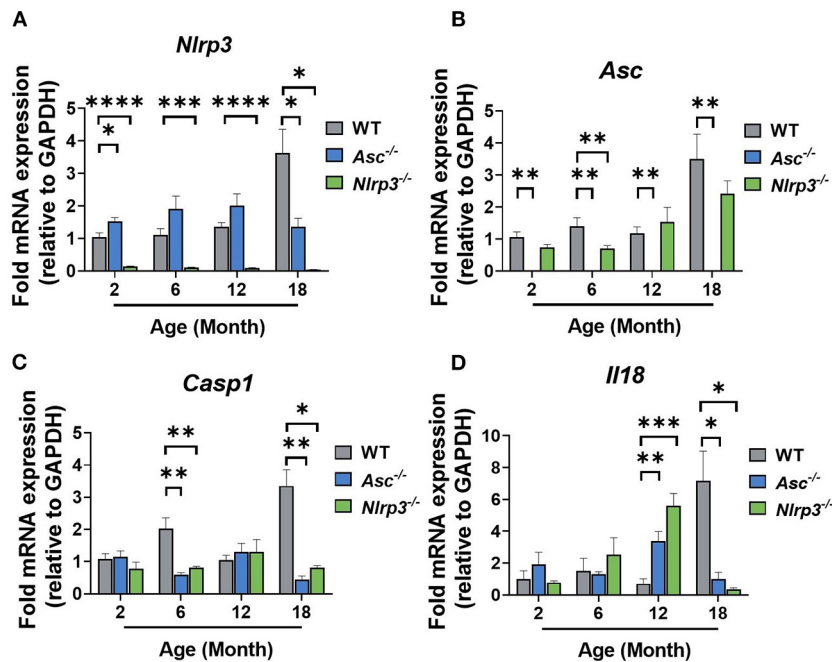 A
Nlrp3
Fold mRNA expression
(relative to GAPDH)
5
4
3
2
1
0
**** *** **** *
* *
2 6 12 18
Age (Month)
WT
Asc-/-
Nlrp3-/-
B
Asc
Fold mRNA expression
(relative to GAPDH)
5
4
3
2
1
0
**
**
** ** **
2 6 12 18
Age (Month)
WT
Asc-/-
Nlrp3-/-
C
Casp1
Fold mRNA expression
(relative to GAPDH)
5
4
3
2
1
0
** *
** **
2 6 12 18
Age (Month)
WT
Asc-/-
Nlrp3-/-
D
Il18
Fold mRNA expression
(relative to GAPDH)
10
8
6
4
2
0
*** *
** *
2 6 12 18
Age (Month)
WT
Asc-/-
Nlrp3-/-